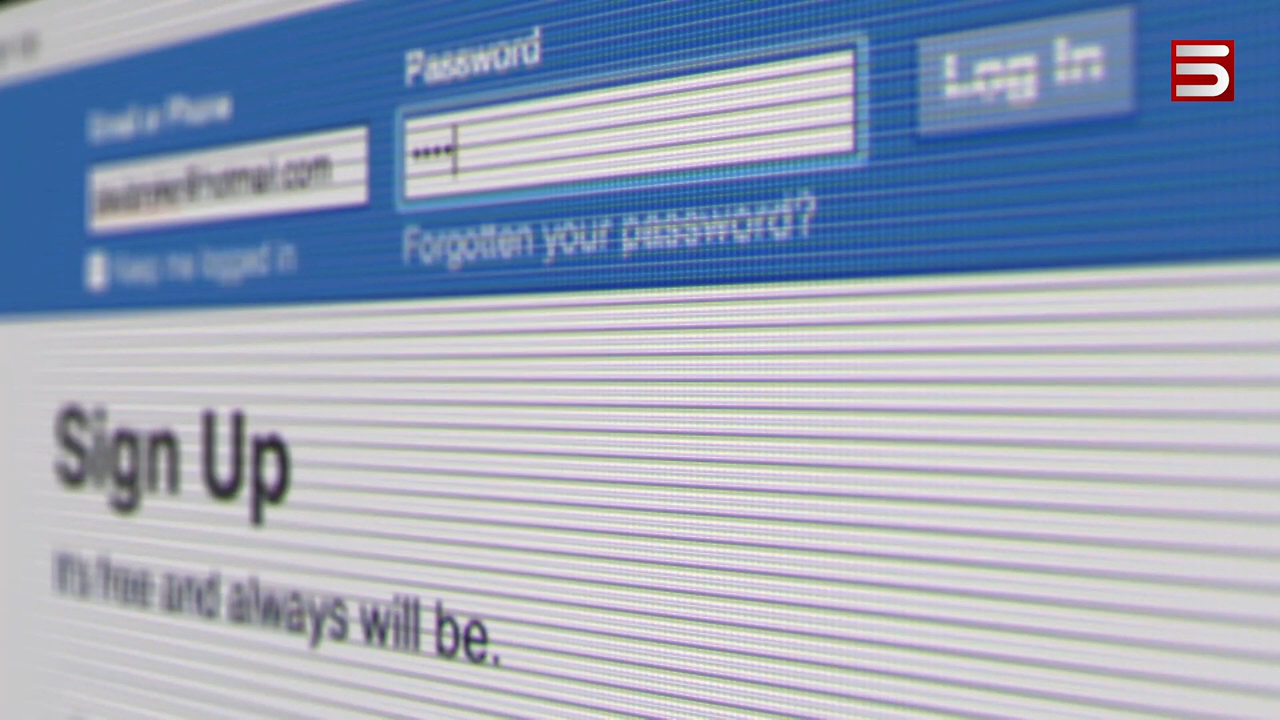 Email or Phone
Password
Log In
••••
Keep me logged in
Forgotten your password?
Sign Up
It's free and always will be.